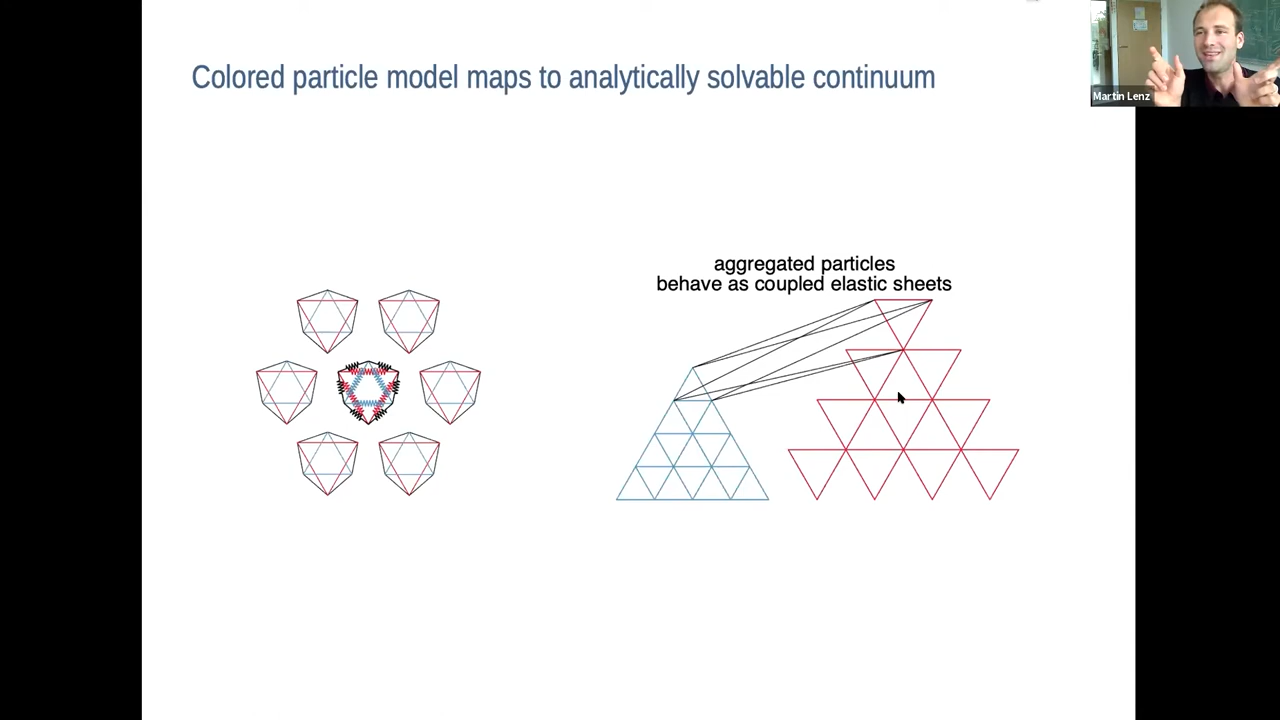 Colored particle model maps to analytically solvable continuum
Martin Lenz
aggregated particles
behave as coupled elastic sheets